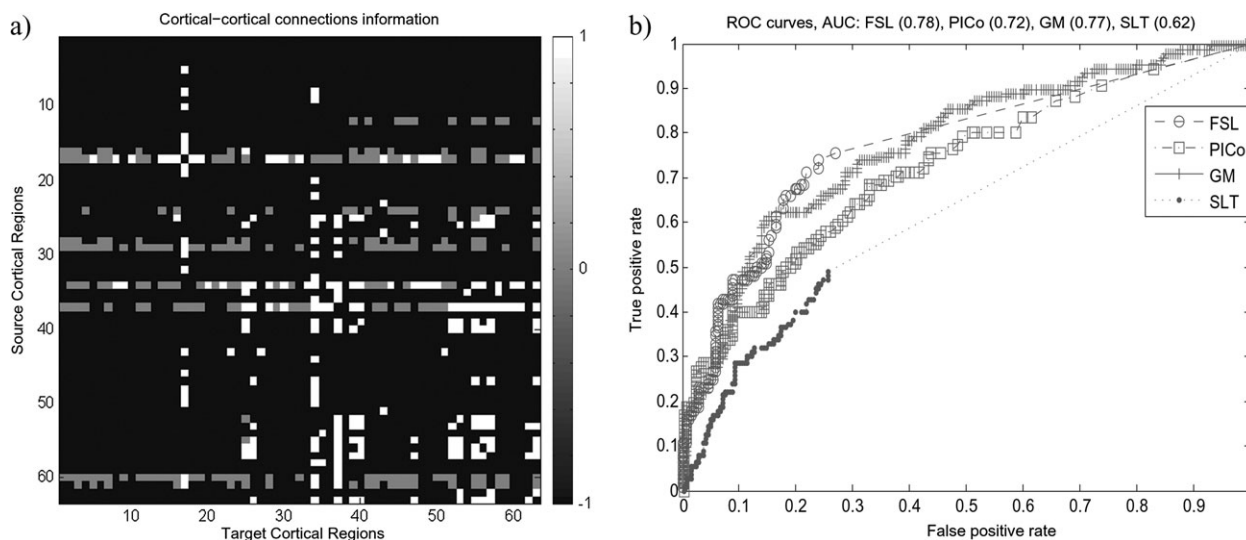 a)
Cortical−cortical connections information
Source Cortical Regions
10
20
30
40
50
60
10 20 30 40 50 60
Target Cortical Regions
1
0
-1
b)
ROC curves, AUC: FSL (0.78), PICo (0.72), GM (0.77), SLT (0.62)
True positive rate
1
0.9
0.8
0.7
0.6
0.5
0.4
0.3
0.2
0.1
0
0 0.1 0.2 0.3 0.4 0.5 0.6 0.7 0.8 0.9
False positive rate
FSL
PICo
GM
SLT